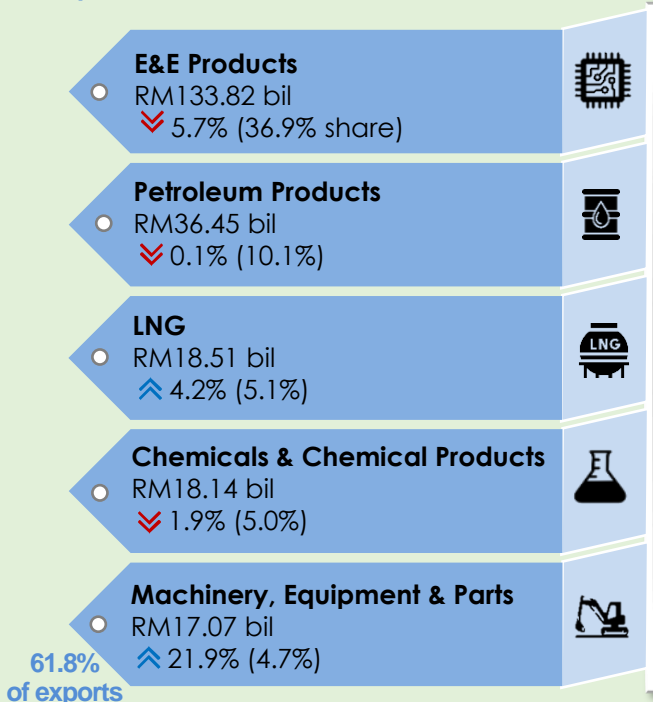 E&E Products
RM133.82 bil
5.7% (36.9% share)
Petroleum Products
RM36.45 bil
0.1% (10.1%)
LNG
RM18.51 bil
4.2% (5.1%)
LNG
Chemicals & Chemical Products
RM18.14 bil
1.9% (5.0%)
Machinery, Equipment & Parts
RM17.07 bil
21.9% (4.7%)
61.8%
of exports